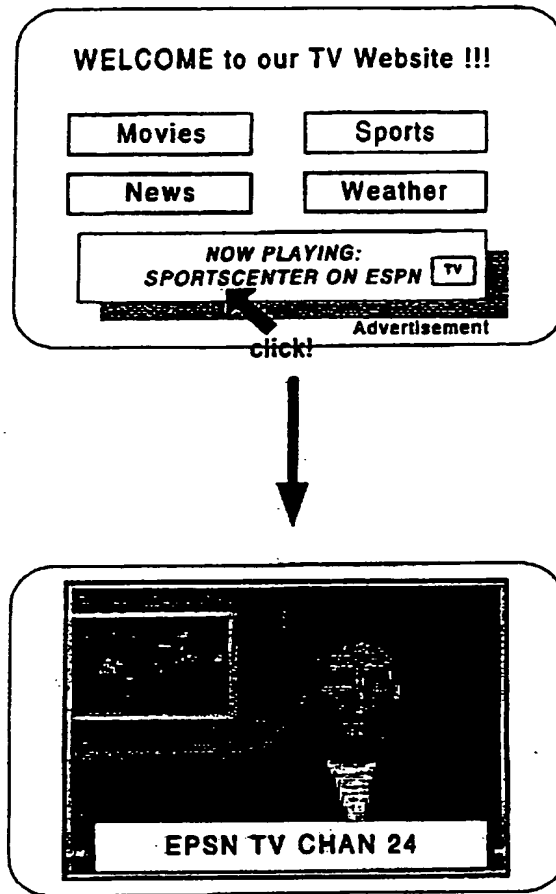 WELCOME to our TV Website !!!
Movies
Sports
News
Weather
NOW PLAYING:
SPORTSCENTER ON ESPN
TV
Advertisement
click!
EPSN TV CHAN 24